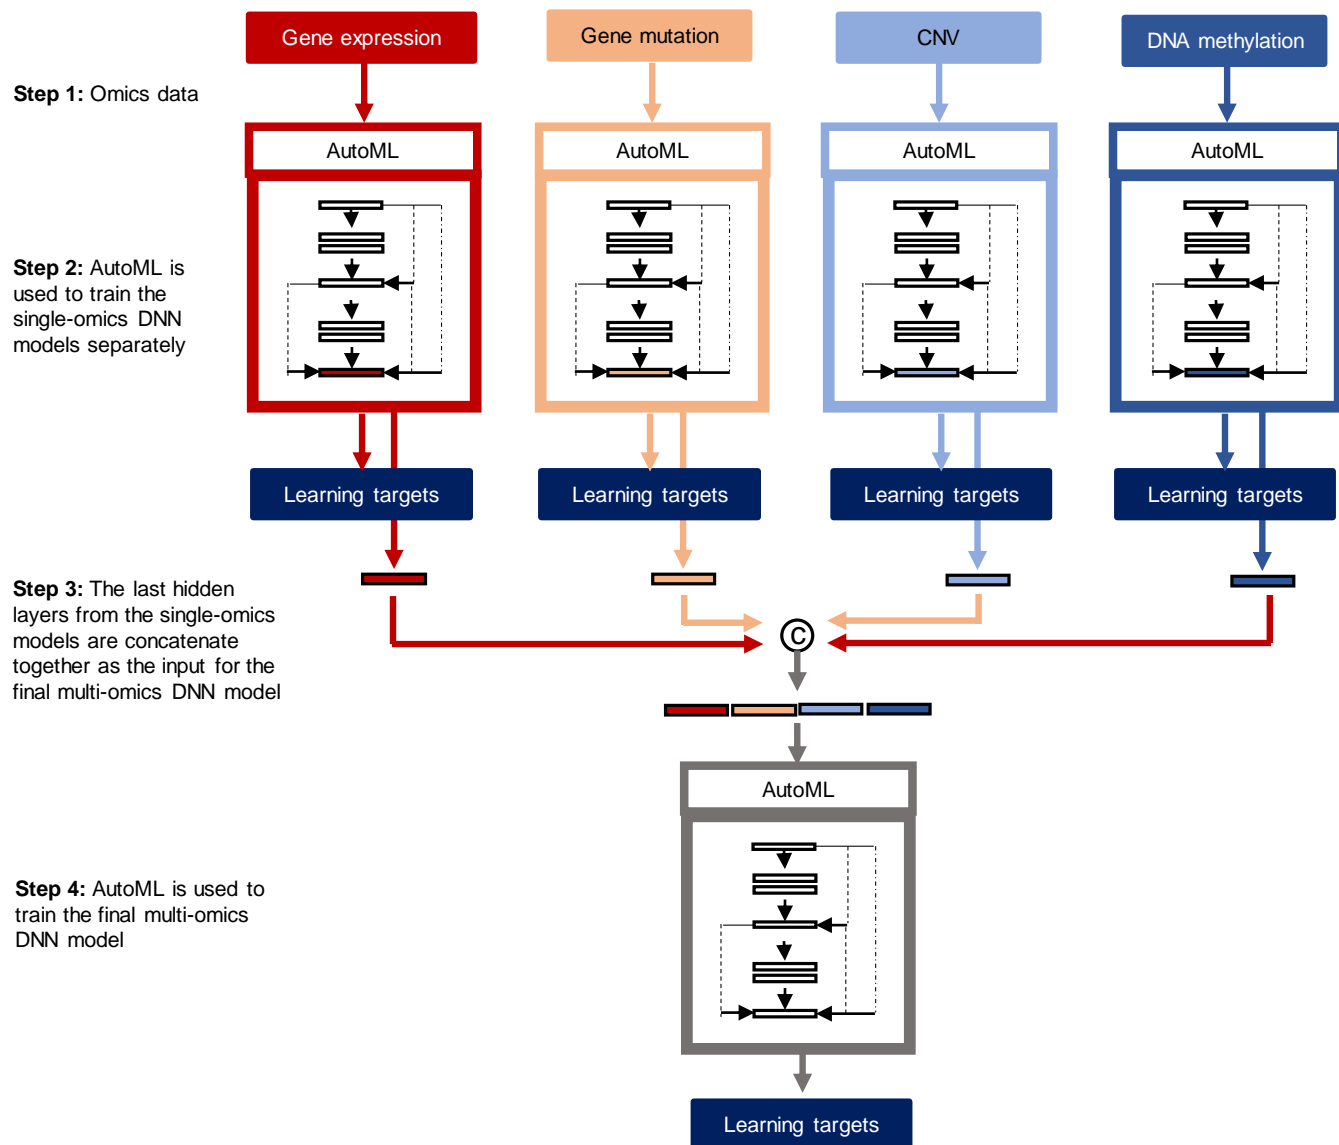 Gene expression
Gene mutation
CNV
DNA methylation
Step 1: Omics data
AutoML
AutoML
AutoML
AutoML
Step 2: AutoML is
used to train the
single-omics DNN
models separately
Learning targets
Learning targets
Learning targets
Learning targets
Step 3: The last hidden
layers from the single-omics
models are concatenate
together as the input for the
final multi-omics DNN model
C
AutoML
Step 4: AutoML is used to
train the final multi-omics
DNN model
Learning targets